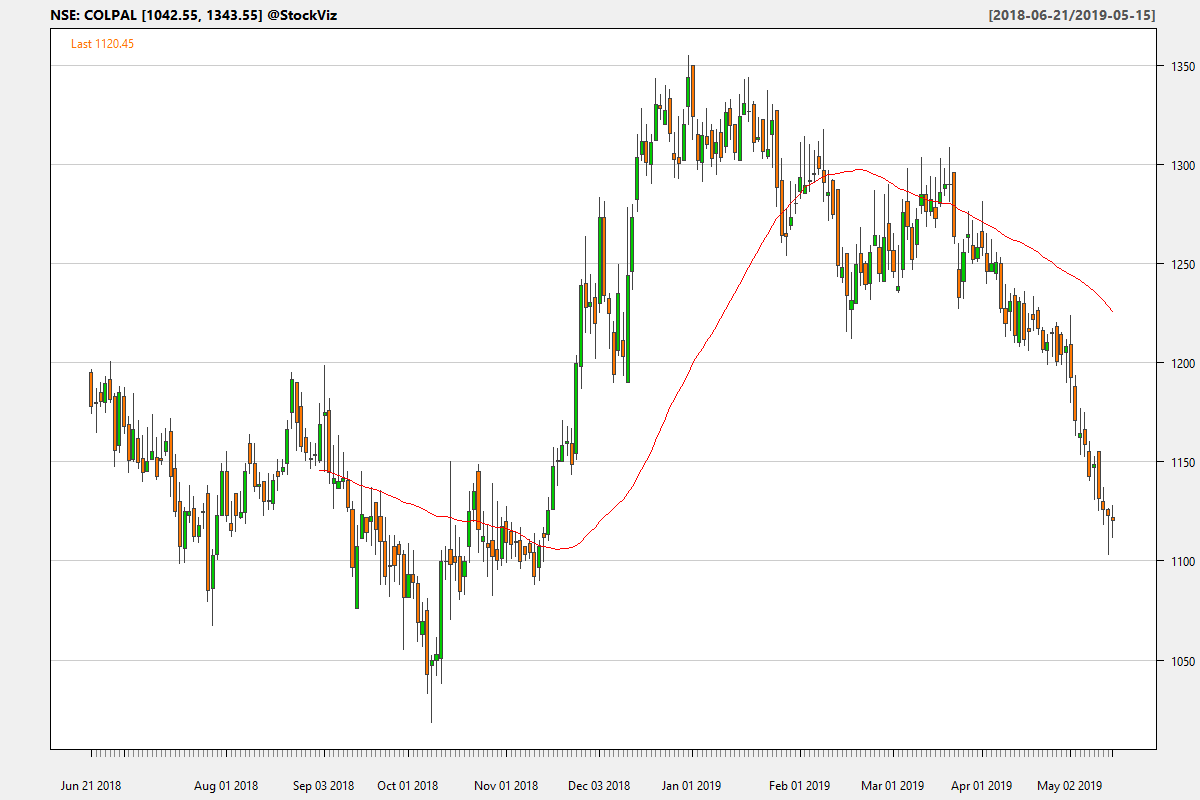 NSE: COLPAL [1042.55, 1343.55] @StockViz
[2018-06-21/2019-05-15]
Last 1120.45
1350
1300
1250
1200
1150
1100
1050
Jun 21 2018
Aug 01 2018
Sep 03 2018
Oct 01 2018
Nov 01 2018
Dec 03 2018
Jan 01 2019
Feb 01 2019
Mar 01 2019
Apr 01 2019
May 02 2019